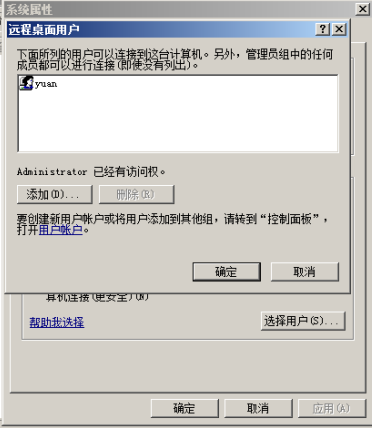 系统属性
远程桌面用户
下面所列的用户可以连接到这台计算机。另外，管理员组中的任何
成员都可以进行连接(即使没有列出)。
yuan
Administrator 已经有访问权。
添加(D)...
删除(R)
要创建新用户帐户或将用户添加到其他组，请转到“控制面板”，
打开用户帐户。
确定
取消
算机连接(更安全)(N)
帮助我选择
选择用户(S)...
确定
取消
应用(A)